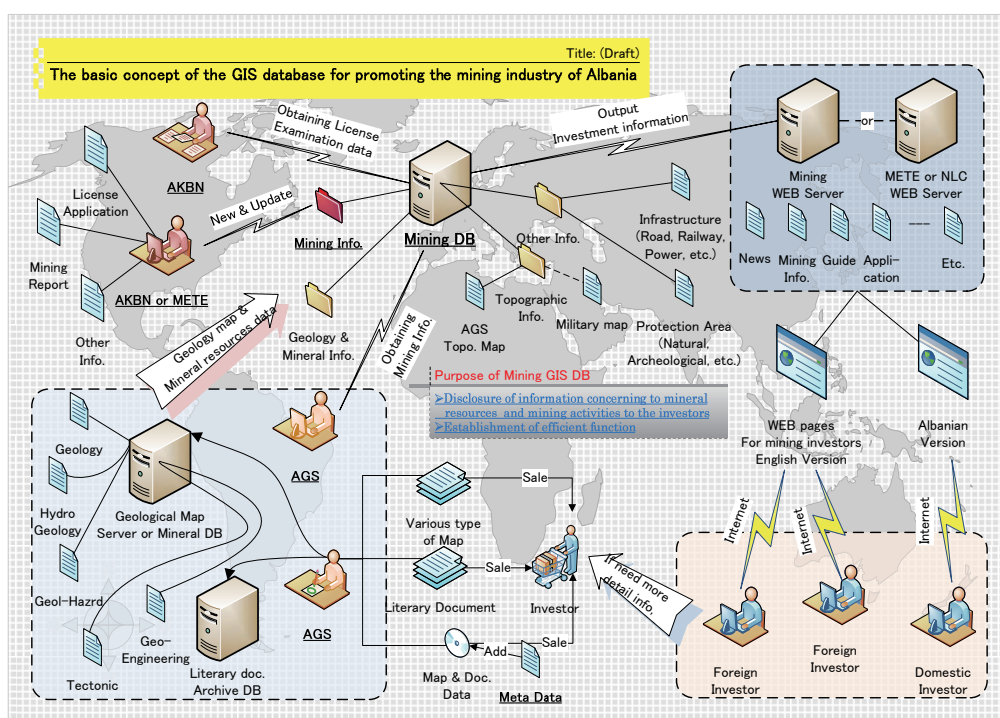 Title: (Draft)
The basic concept of the GIS database for promoting the mining industry of Albania
Obtaining License
Examination data
Output
Investment information
or
Mining
WEB Server
METE or NLC
WEB Server
News
Mining
Info.
Guide
Appli-
cation
Etc.
AKBN
License
Application
New & Update
Mining Info.
Mining DB
Other Info.
Infrastructure
(Road, Railway,
Power, etc.)
Mining
Report
AKBN or METE
Other
Info.
Geology map &
Mineral resources data
Geology &
Mineral Info.
Obtaining
Mining Info.
AGS
Topo. Map
Topographic
Info.
Military map
Protection Area
(Natural,
Archeological, etc.)
Purpose of Mining GIS DB
➢Disclosure of information concerning to mineral
resources and mining activities to the investors
➢Establishment of efficient function
WEB pages
For mining investors
English Version
Albanian
Version
Geology
AGS
Hydro
Geology
Geological Map
Server or Mineral DB
Various type
of Map
Sale
Internet
Internet
Internet
Geol-Hazrd
Literary Document
Sale
Investor
If need more
detail info.
Geo-
Engineering
AGS
Tectonic
Literary doc.
Archive DB
Map & Doc.
Data
Add
Sale
Meta Data
Foreign
Investor
Foreign
Investor
Domestic
Investor